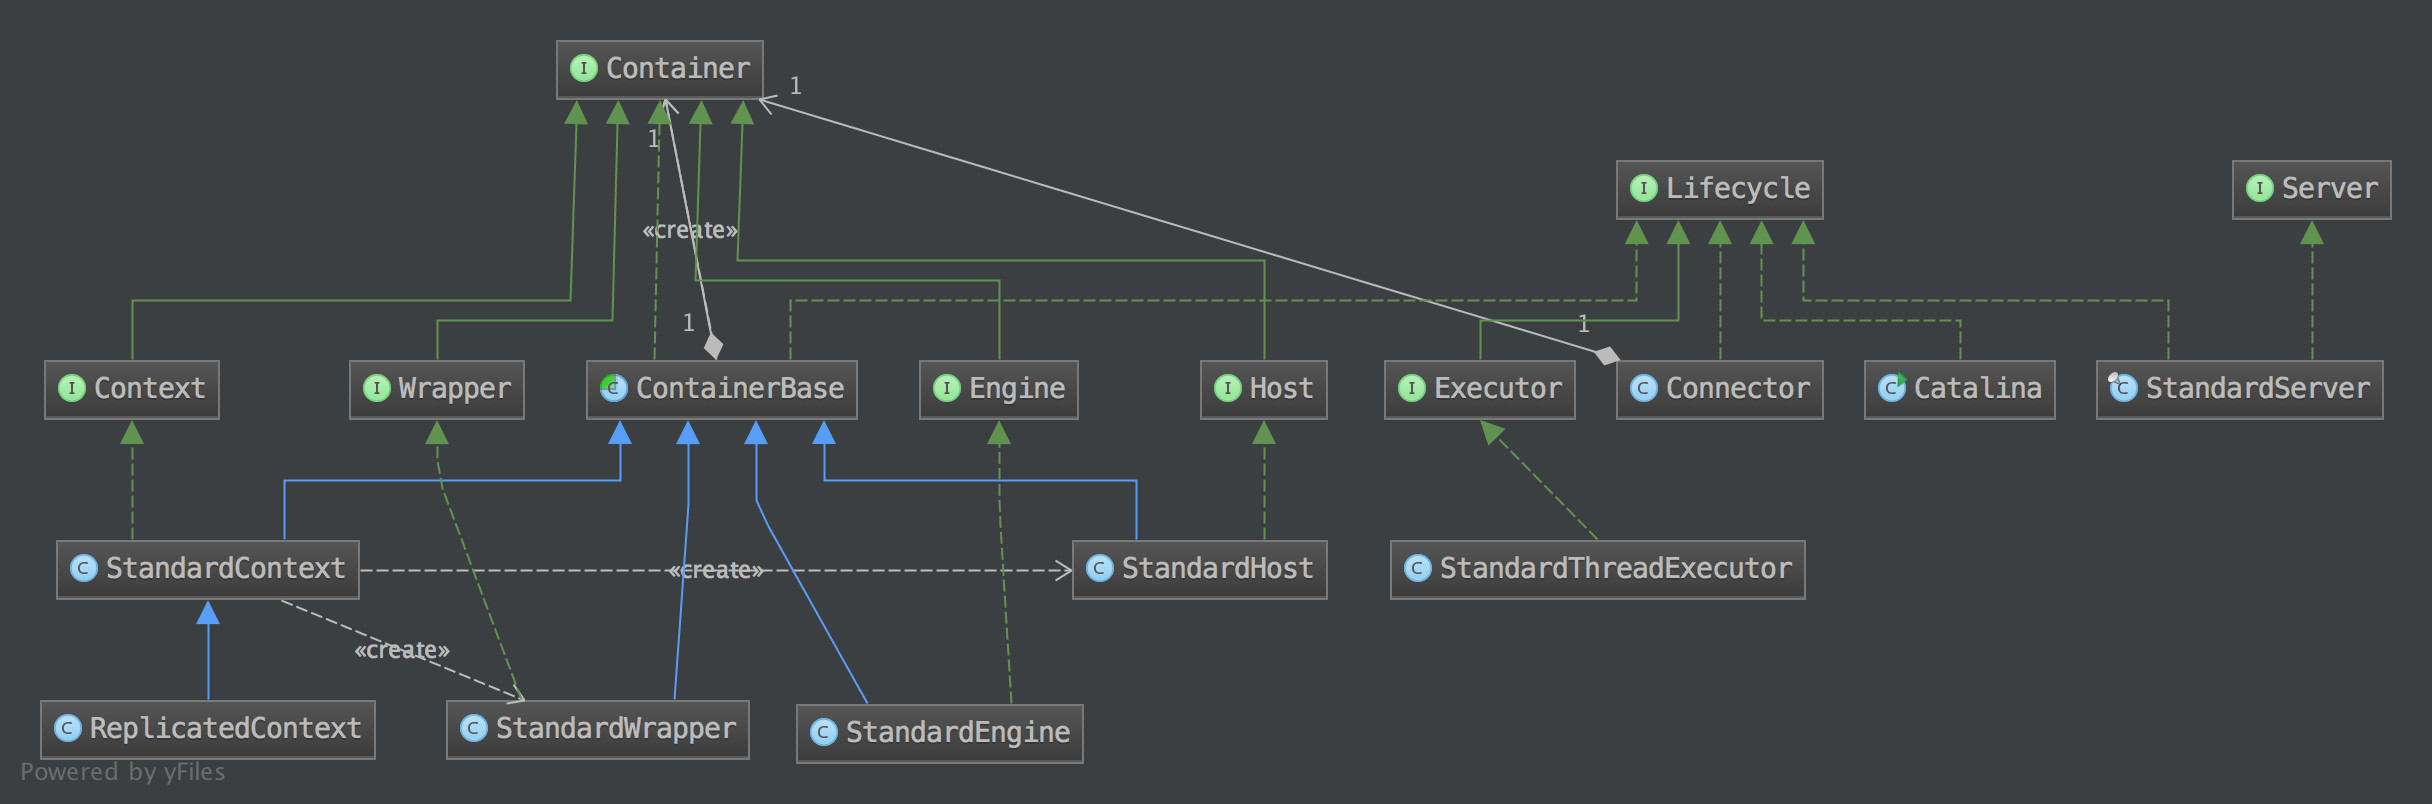 I Container
1
1
I Lifecycle
I Server
«create»
1
1
I Context
I Wrapper
C ContainerBase
I Engine
I Host
I Executor
C Connector
C Catalina
C StandardServer
C StandardContext
«create»
C StandardHost
C StandardThreadExecutor
«create»
C ReplicatedContext
C StandardWrapper
C StandardEngine
Powered by yFiles